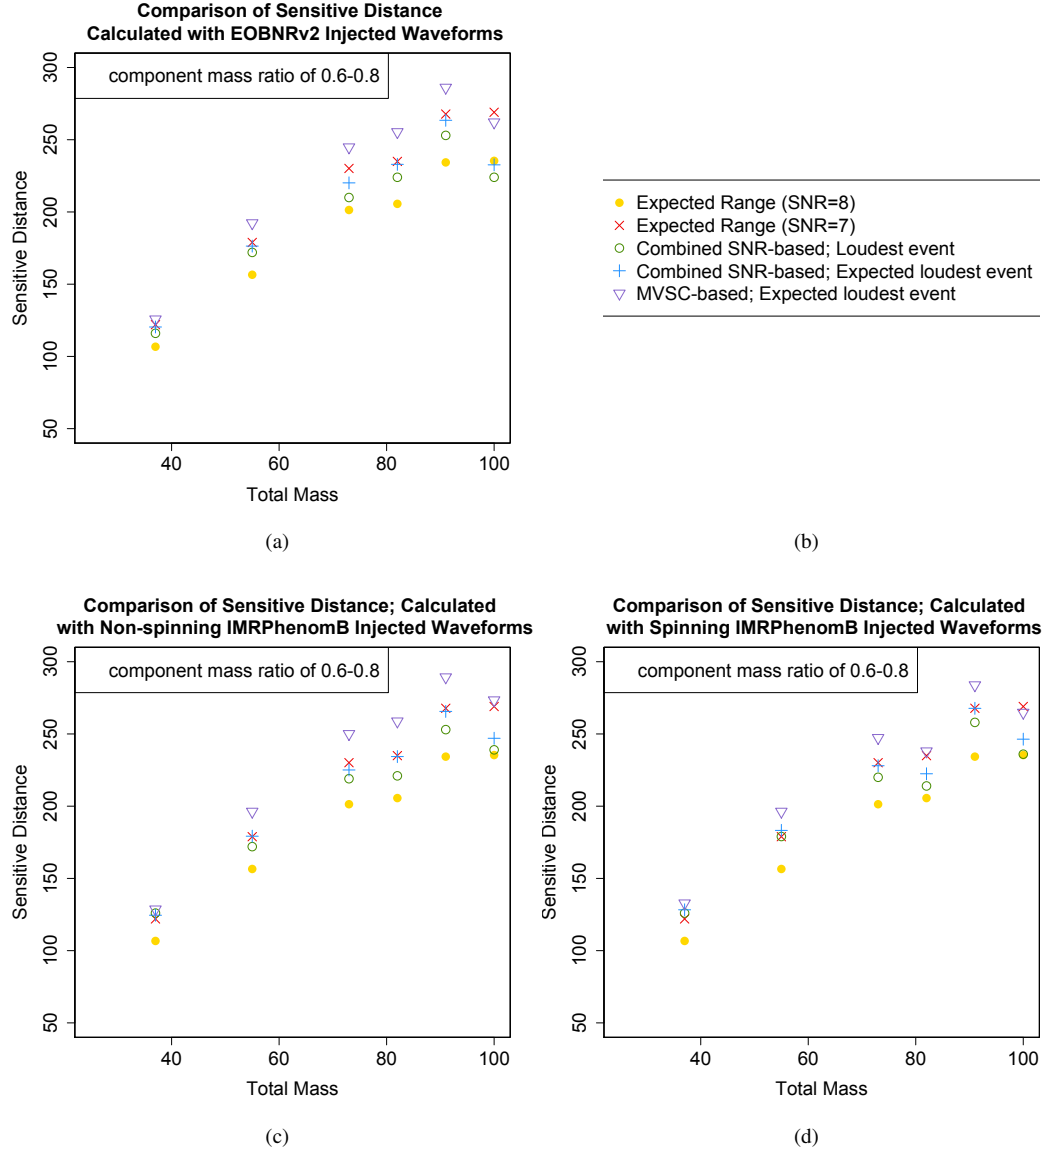 Comparison of Sensitive Distance
Calculated with EOBNRv2 Injected Waveforms
component mass ratio of 0.6-0.8
300
250
200
150
100
50
Sensitive Distance
40 60 80 100
Total Mass
(a)
Expected Range (SNR=8)
Expected Range (SNR=7)
Combined SNR-based; Loudest event
Combined SNR-based; Expected loudest event
MVSC-based; Expected loudest event
(b)
Comparison of Sensitive Distance; Calculated
with Non-spinning IMRPhenomB Injected Waveforms
component mass ratio of 0.6-0.8
300
250
200
150
100
50
Sensitive Distance
40 60 80 100
Total Mass
(c)
Comparison of Sensitive Distance; Calculated
with Spinning IMRPhenomB Injected Waveforms
component mass ratio of 0.6-0.8
300
250
200
150
100
50
Sensitive Distance
40 60 80 100
Total Mass
(d)